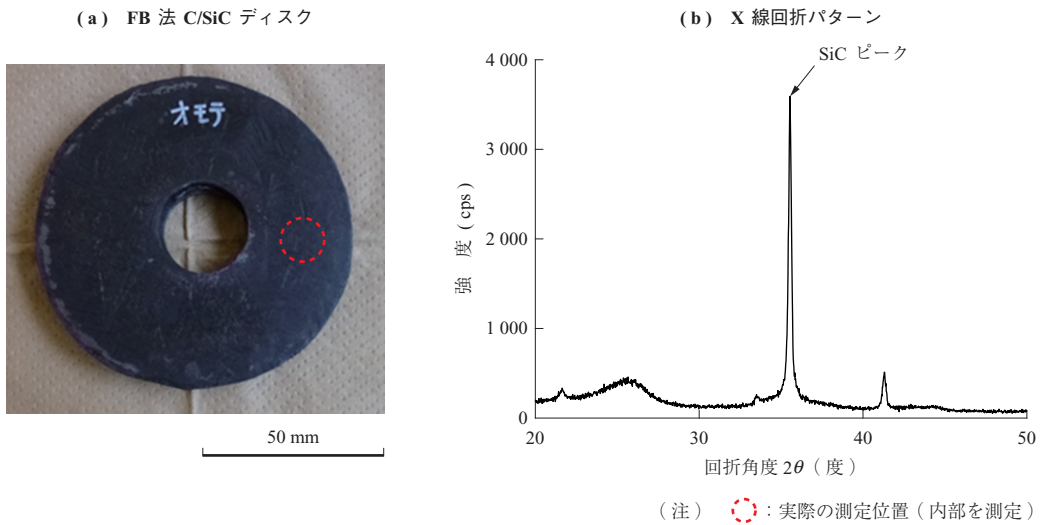 (a) FB 法 C/SiC ディスク
オモテ
50 mm
(b) X 線回折パターン
SiC ピーク
4 000
3 000
2 000
1 000
0
強 度 (cps)
20
30
40
50
回折角度 2θ ( 度 )
( 注 ) : 実際の測定位置 ( 内部を測定 )